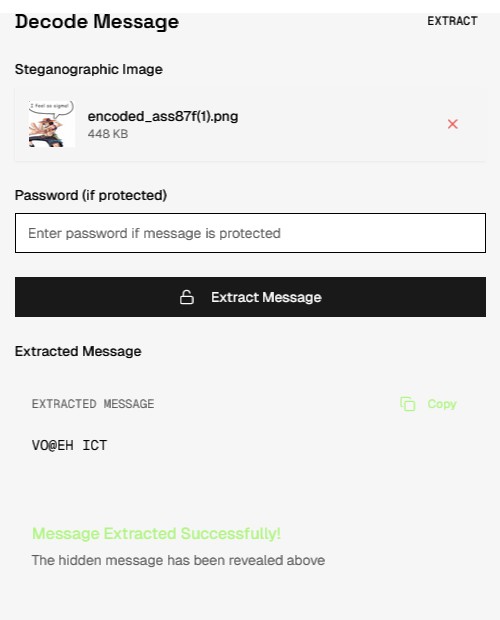 Decode Message
EXTRACT
Steganographic Image
I feel so sigma!
encoded_ass87f(1).png
448 KB
Password (if protected)
Enter password if message is protected
Extract Message
Extracted Message
EXTRACTED MESSAGE
Copy
VO@EH ICT
Message Extracted Successfully!
The hidden message has been revealed above